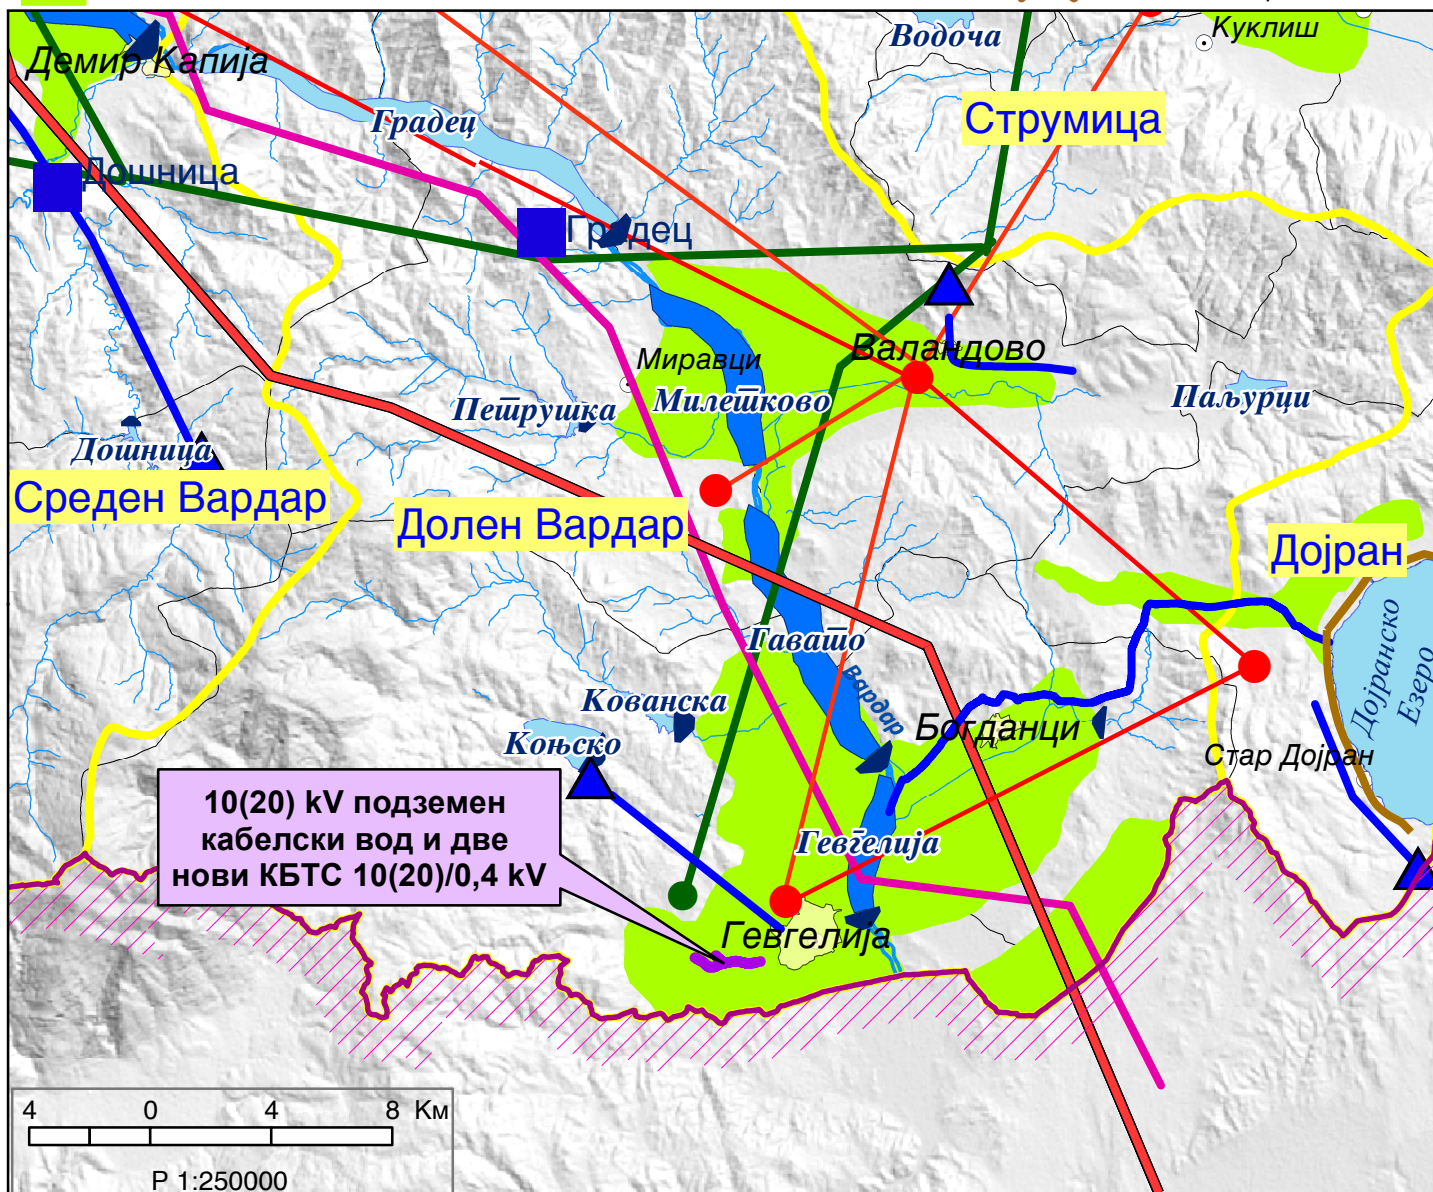 Водоча
Куклиш
Демир Капија
Градец
Струмица
Дошница
Градец
Миравци
Валандово
Петрушка
Милетково
Паљурци
Дошница
Среден Вардар
Долен Вардар
Дојран
Гавато
Вардар
Дојранско
Езеро
Кованска
Коњско
Богданци
Стар Дојран
10(20) kV подземен
кабелски вод и две
нови КБТС 10(20)/0,4 kV
Гевгелија
Гевгелија
4 0 4 8 Км
Р 1:250000